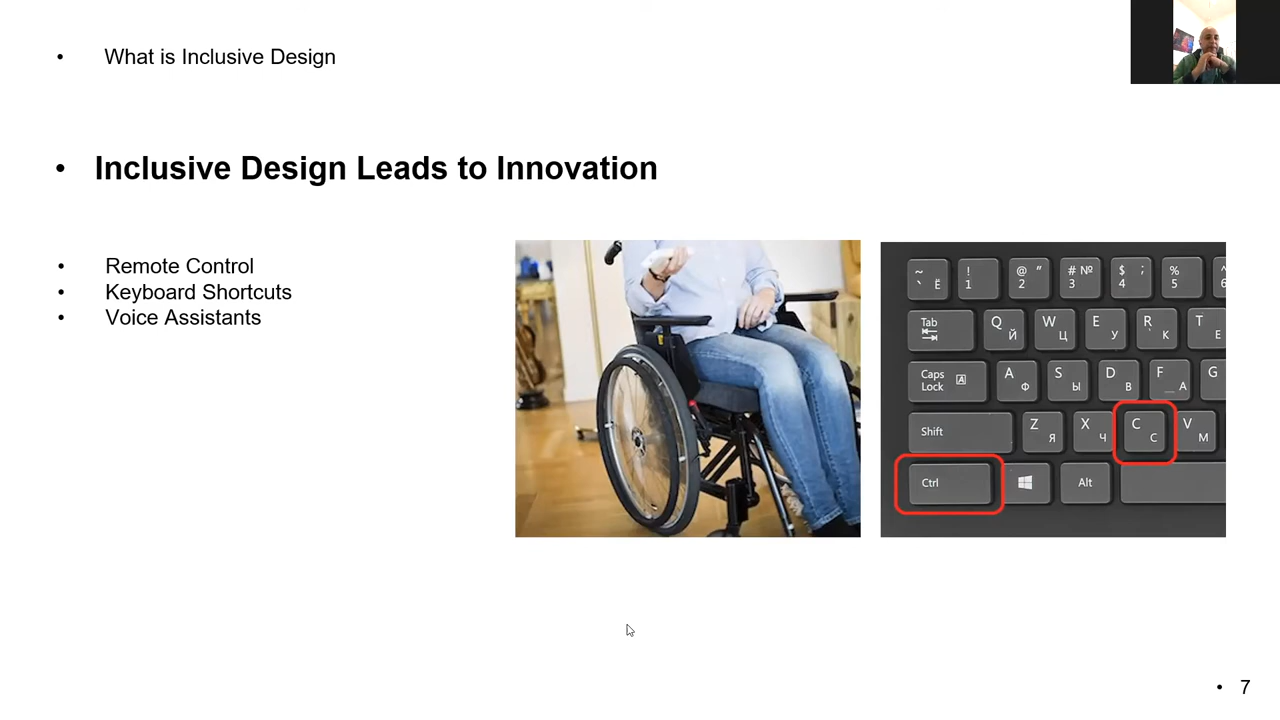 • What is Inclusive Design
• Inclusive Design Leads to Innovation
• Remote Control
• Keyboard Shortcuts
• Voice Assistants
~ ` Ё ! 1 @ " 2 # № 3 $ ; 4 % 5 ^ 6
Tab Q Й W Ц E У R К T Е
Caps Lock A A Ф S Ы D В F А G
Shift Z Я X Ч C С V М
Ctrl Alt
• 7